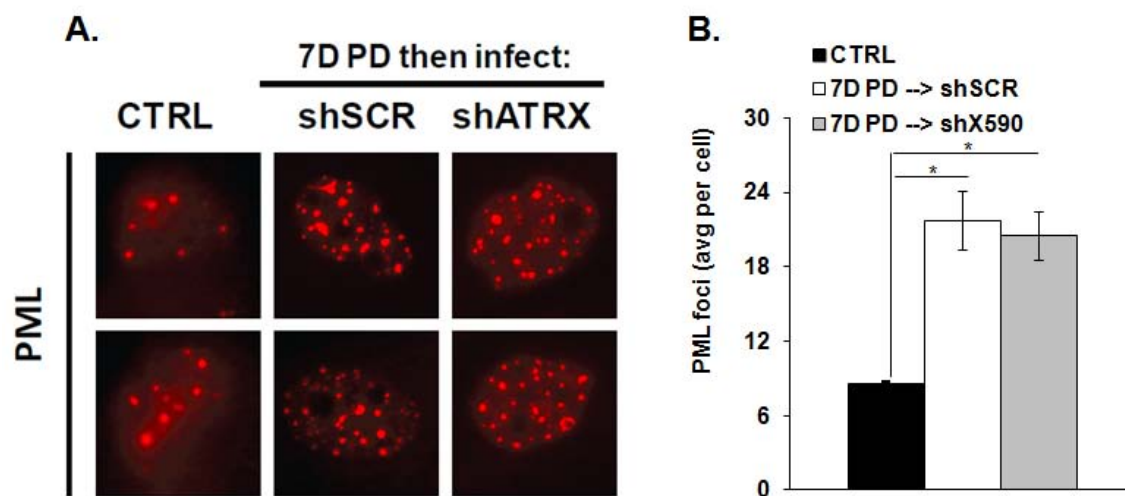 A.
7D PD then infect:
CTRL
shSCR
shATRX
PML
B.
CTRL
7D PD --> shSCR
7D PD --> shX590
PML foci (avg per cell)
30
24
18
12
6
0
*
*